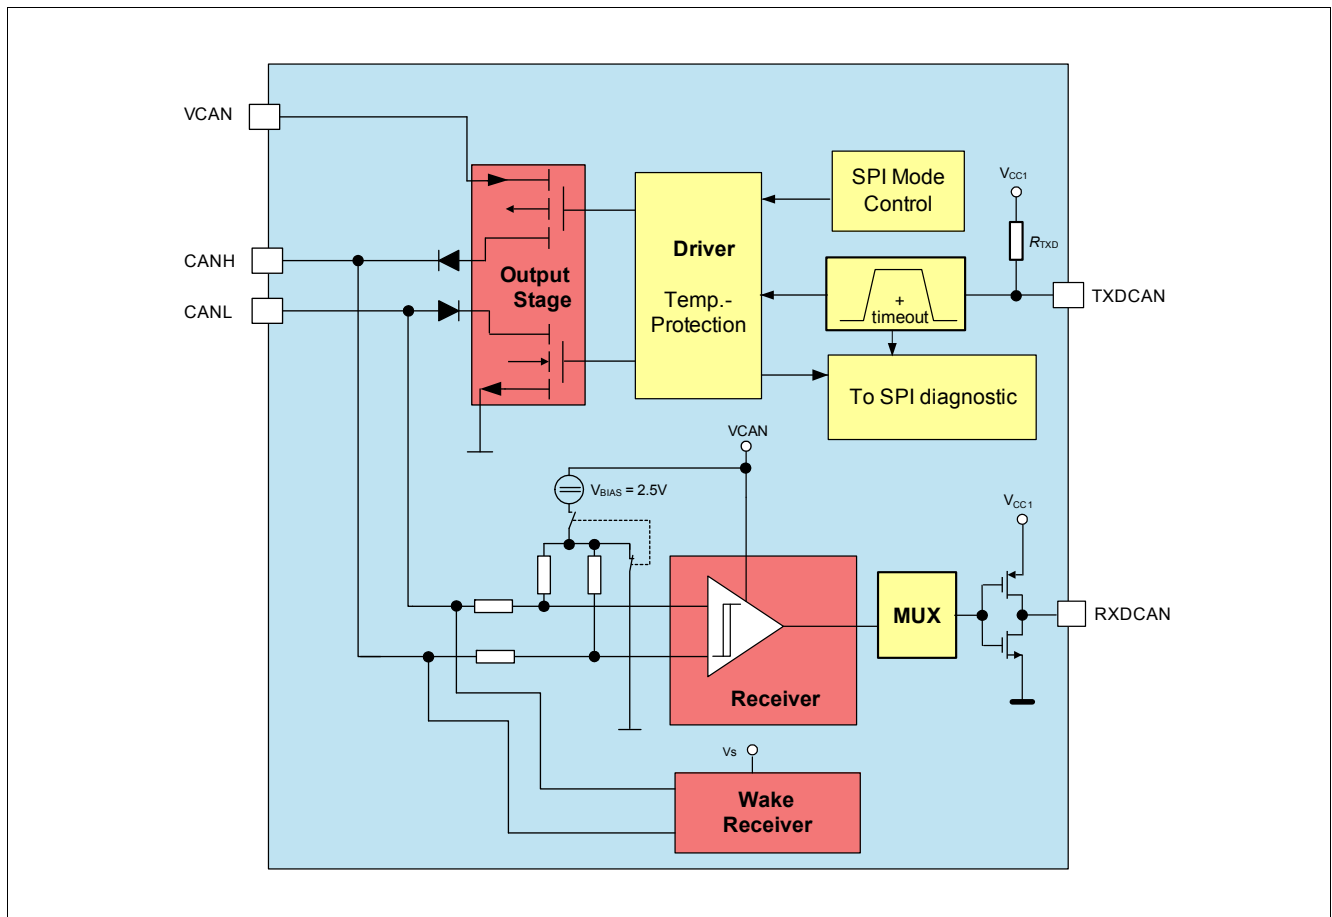 VCAN
CANH
CANL
Output
Stage
Driver
Temp.-
Protection
SPI Mode
Control
+
timeout
To SPI diagnostic
VCC1
RTXD
TXDCAN
VCAN
VBIAS = 2.5V
Receiver
MUX
VCC1
RXDCAN
Vs
Wake
Receiver